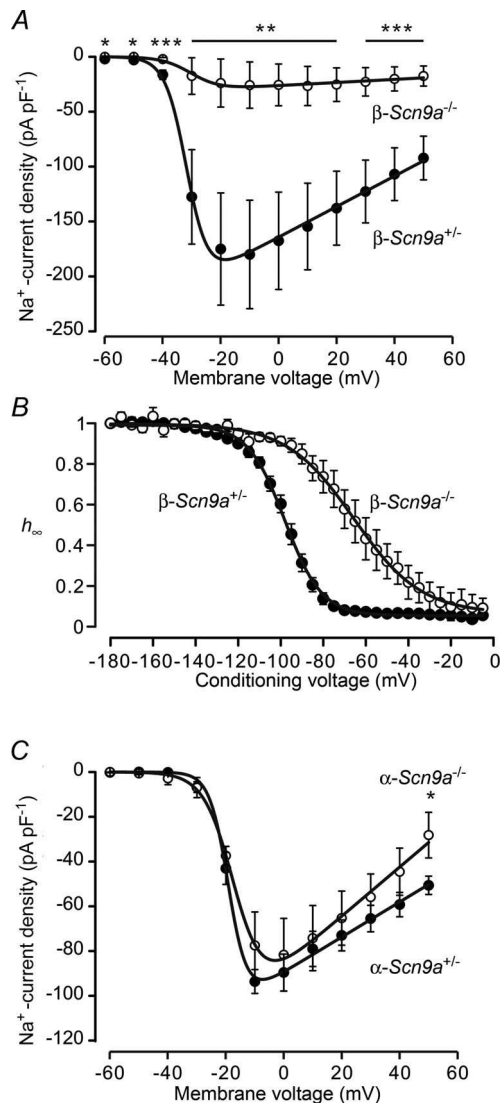 A
* * *** ** ***
0
-50
-100
-150
-200
-250
Na⁺-current density (pA pF⁻¹)
β-Scn9a⁻/⁻
β-Scn9a⁺/⁻
-60 -40 -20 0 20 40 60
Membrane voltage (mV)
B
1
0.8
0.6
0.4
0.2
0
h∞
β-Scn9a⁺/⁻
β-Scn9a⁻/⁻
-180 -160 -140 -120 -100 -80 -60 -40 -20 0
Conditioning voltage (mV)
C
0
-20
-40
-60
-80
-100
-120
Na⁺-current density (pA pF⁻¹)
α-Scn9a⁻/⁻
*
α-Scn9a⁺/⁻
-60 -40 -20 0 20 40 60
Membrane voltage (mV)